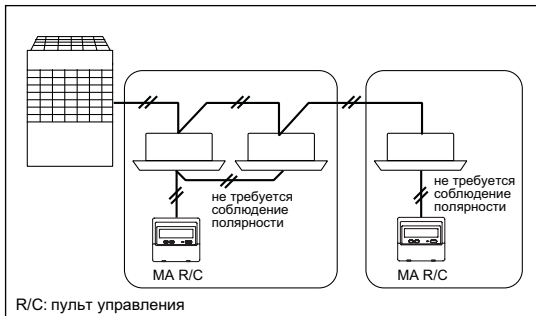 не требуется
соблюдение
полярности
MA R/C
не требуется
соблюдение
полярности
MA R/C
R/C: пульт управления